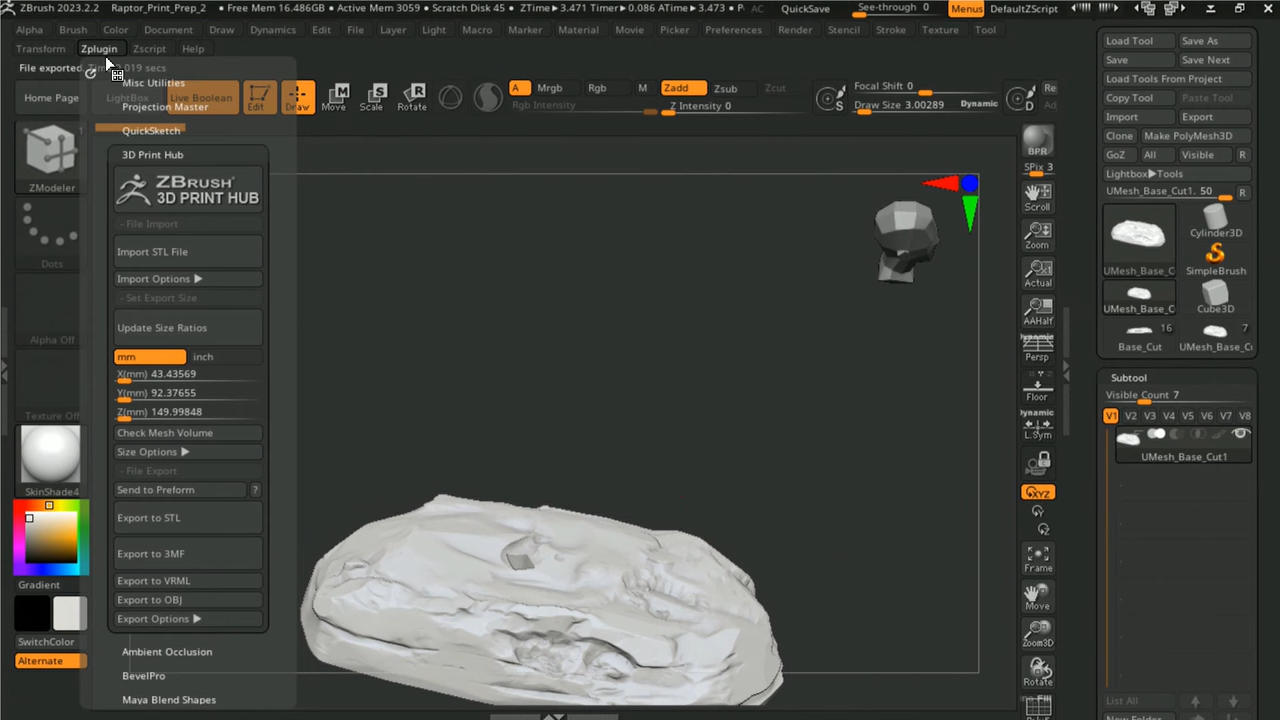 ZBrush 2023.2.2 Raptor_Print_Prep_2 • Free Mem 16.486GB • Active Mem 3059 • Scratch Disk 45 • ZTime▶3.471 Timer▶0.086 ATime▶3.473 AC QuickSave See-through 0 Menus DefaultZScript
Alpha Brush Color Document Draw Dynamics Edit File Layer Light Macro Marker Material Movie Picker Preferences Render Stencil Stroke Texture Tool
Transform Zplugin Zscript Help
File exported. 019 secs
Home Page LightBox Live Boolean Edit Draw Move Scale Rotate
A Mrgb Rgb M Zadd Zsub Zcut
Rgb Intensity Z Intensity 0
S Focal Shift 0 D
Draw Size 3.00289 Dynamic
ZModeler
Dots
Alpha Off
Texture Off
SkinShade4
Gradient
SwitchColor
Alternate
Misc Utilities
Projection Master
QuickSketch
3D Print Hub
ZBRUSH
3D PRINT HUB
- File Import
Import STL File
Import Options ▶
- Set Export Size
Update Size Ratios
mm inch
X(mm) 43.43569
Y(mm) 92.37655
Z(mm) 149.99848
Check Mesh Volume
Size Options ▶
- File Export
Send to Preform ?
Export to STL
Export to 3MF
Export to VRML
Export to OBJ
Export Options ▶
Ambient Occlusion
BevelPro
Maya Blend Shapes
BPR
SPix 3
Scroll
Zoom
Actual
AAHalf
Dynamic
Persp
Floor
Dynamic
L.Sym
XYZ
Y
Z
Frame
Move
Zoom3D
Rotate
Load Tool Save As
Save Save Next
Load Tools From Project
Copy Tool Paste Tool
Import Export
Clone Make PolyMesh3D
GoZ All Visible R
Lightbox▶Tools
UMesh_Base_Cut1. 50 R
Cylinder3D
UMesh_Base_C SimpleBrush
UMesh_Base_C Cube3D
16 7
Base_Cut UMesh_Base_Cu
Subtool
Visible Count 7
V1 V2 V3 V4 V5 V6 V7 V8
UMesh_Base_Cut1
List All
New Folder